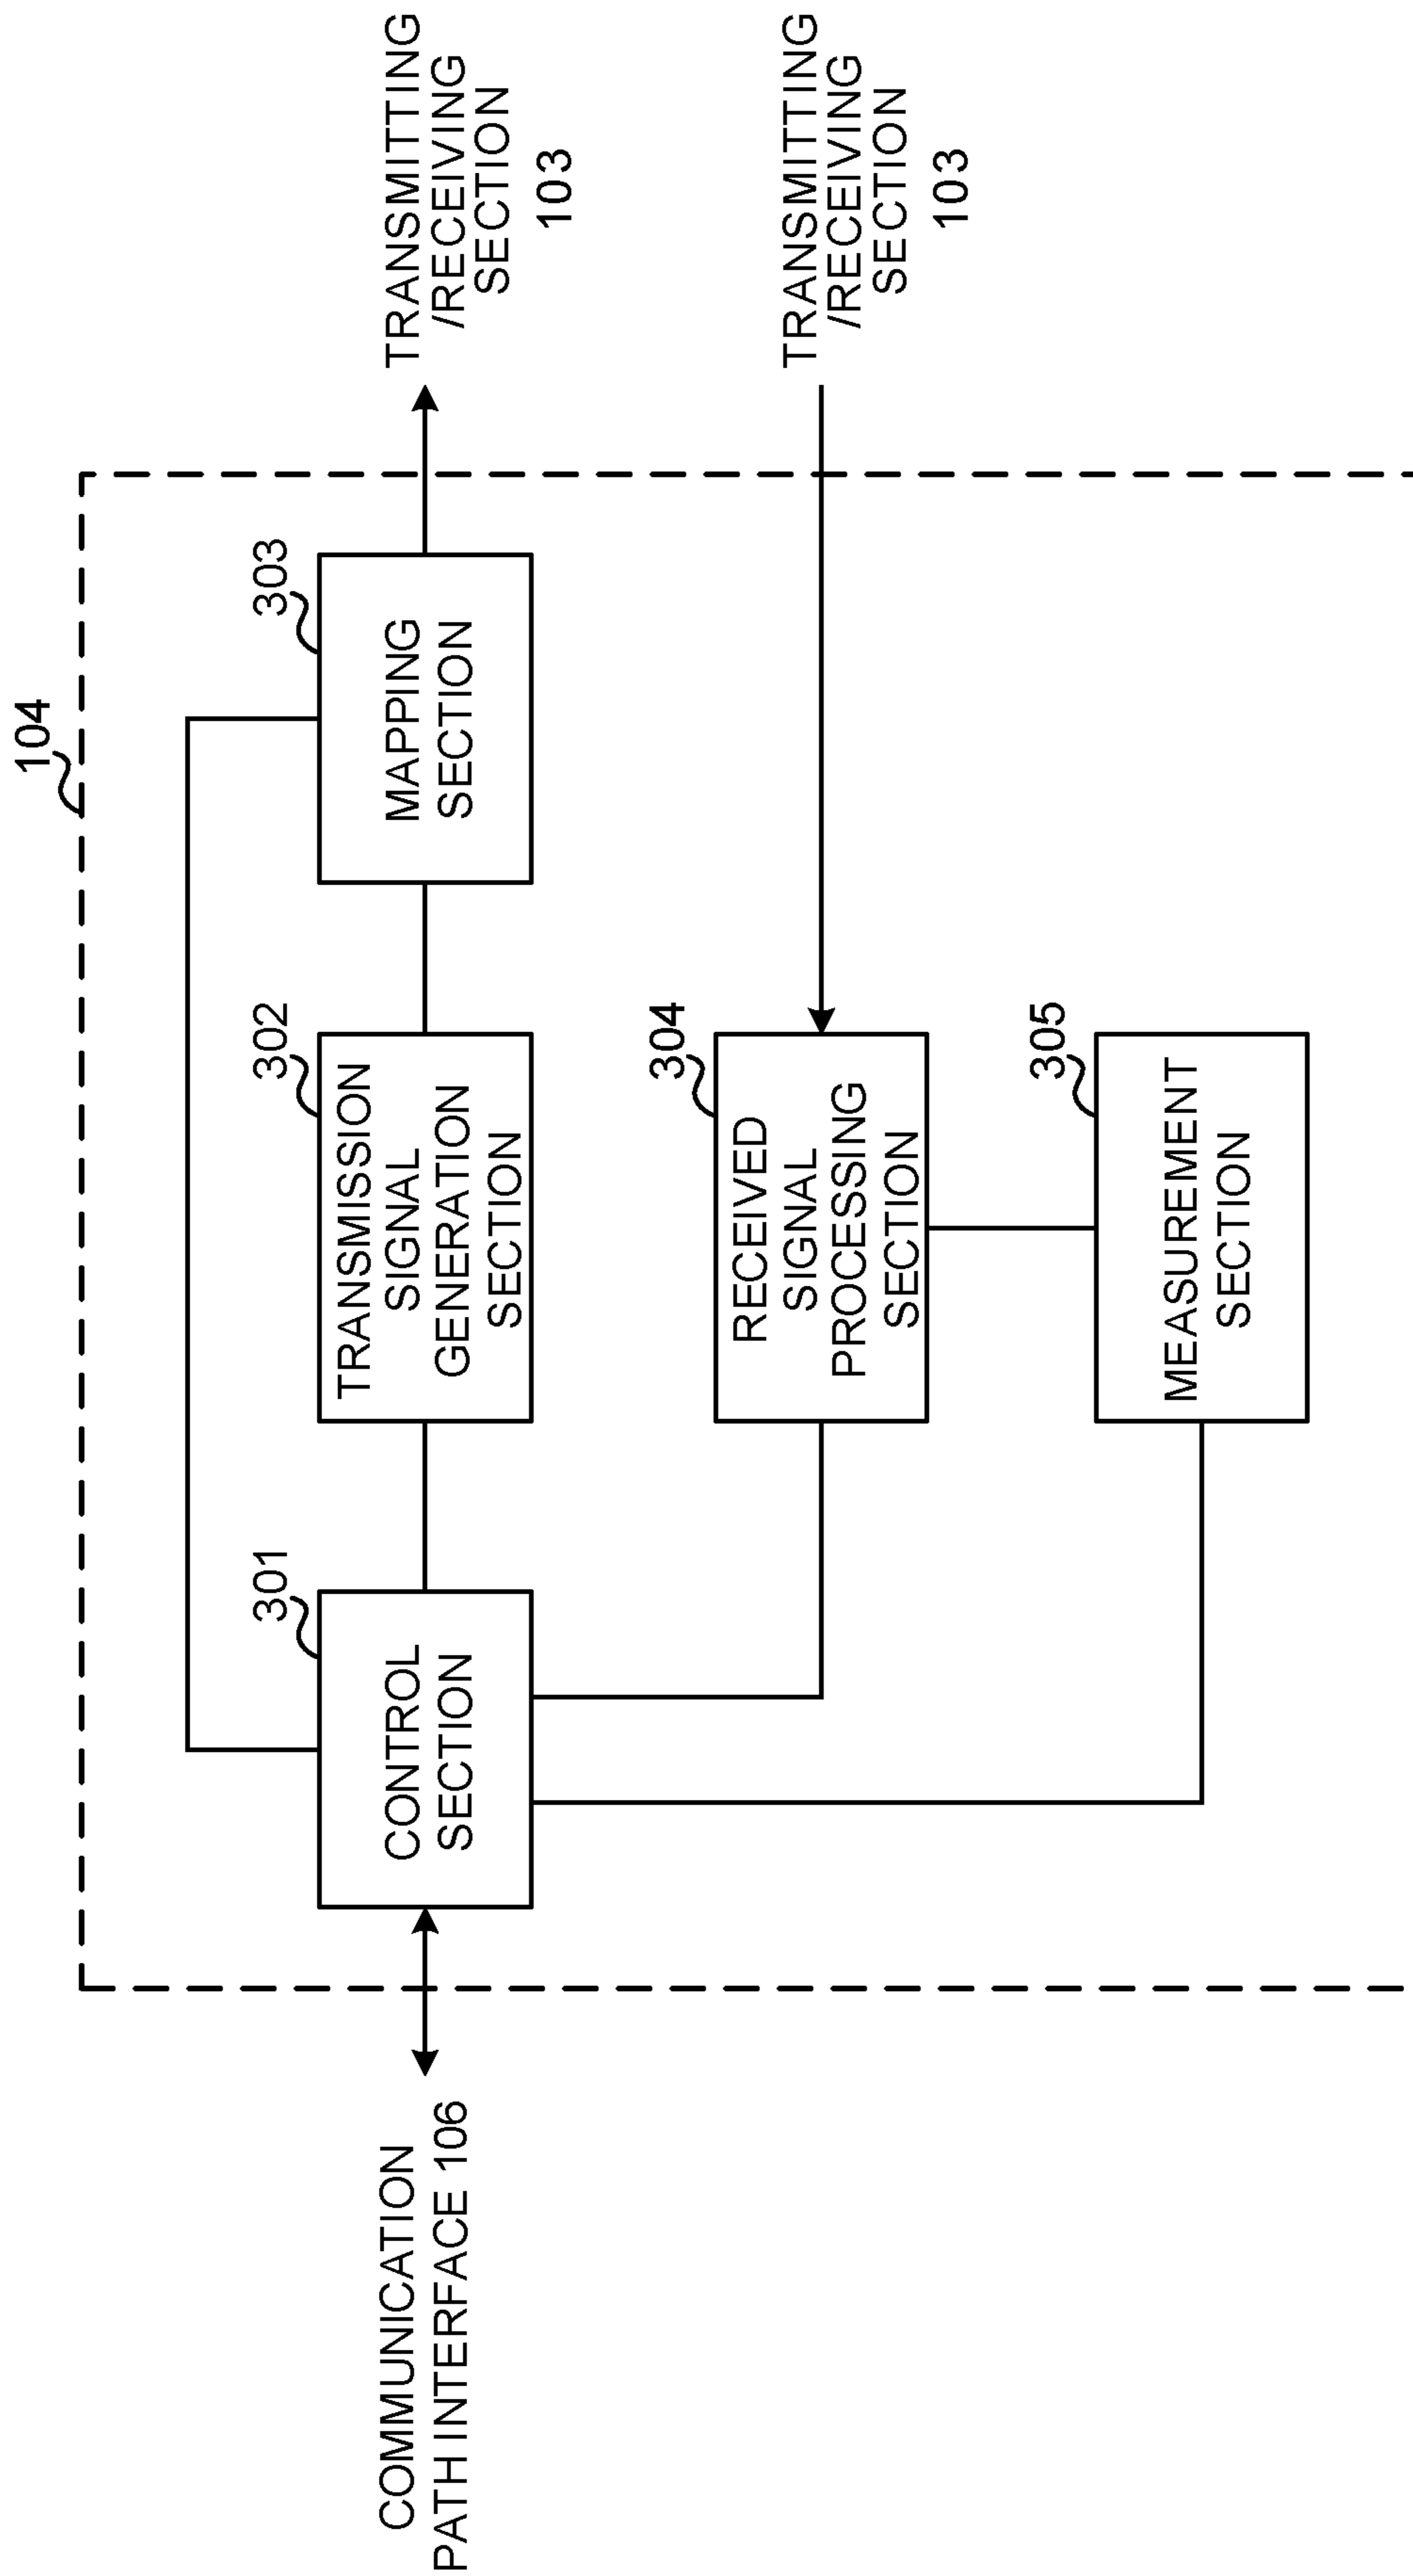 104
COMMUNICATION
PATH INTERFACE 106
301
CONTROL
SECTION
302
TRANSMISSION
SIGNAL
GENERATION
SECTION
303
MAPPING
SECTION
TRANSMITTING
/RECEIVING
SECTION
103
304
RECEIVED
SIGNAL
PROCESSING
SECTION
TRANSMITTING
/RECEIVING
SECTION
103
305
MEASUREMENT
SECTION